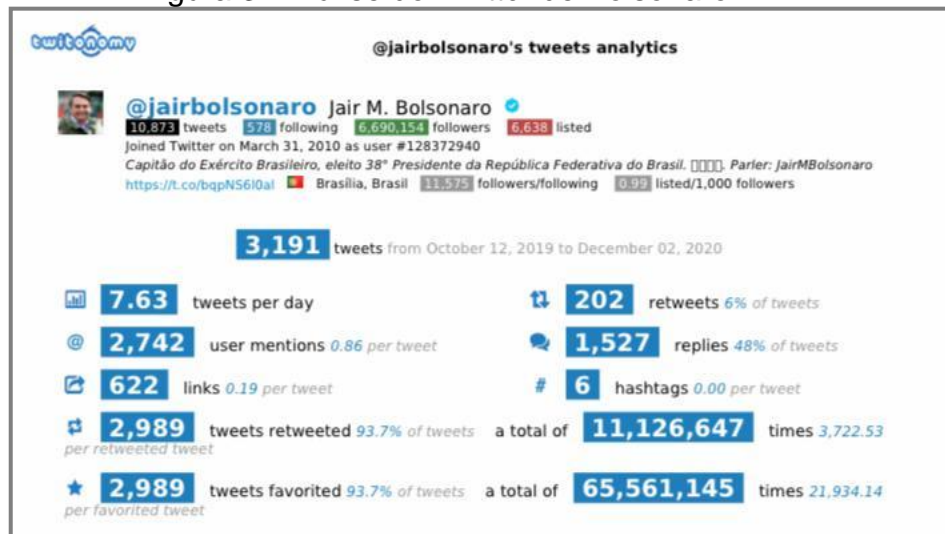 twitonomy
@jairbolsonaro's tweets analytics
@jairbolsonaro Jair M. Bolsonaro
10,873 tweets 578 following 6,690,154 followers 6,638 listed
Joined Twitter on March 31, 2010 as user #128372940
Capitão do Exército Brasileiro, eleito 38° Presidente da República Federativa do Brasil. Parler: JairMBolsonaro
https://t.co/bqpNS6l0al Brasília, Brasil 11,575 followers/following 0.99 listed/1,000 followers
3,191 tweets from October 12, 2019 to December 02, 2020
7.63 tweets per day
202 retweets 6% of tweets
@ 2,742 user mentions 0.86 per tweet
1,527 replies 48% of tweets
622 links 0.19 per tweet
# 6 hashtags 0.00 per tweet
2,989 tweets retweeted 93.7% of tweets a total of 11,126,647 times 3,722.53
per retweeted tweet
2,989 tweets favorited 93.7% of tweets a total of 65,561,145 times 21,934.14
per favorited tweet